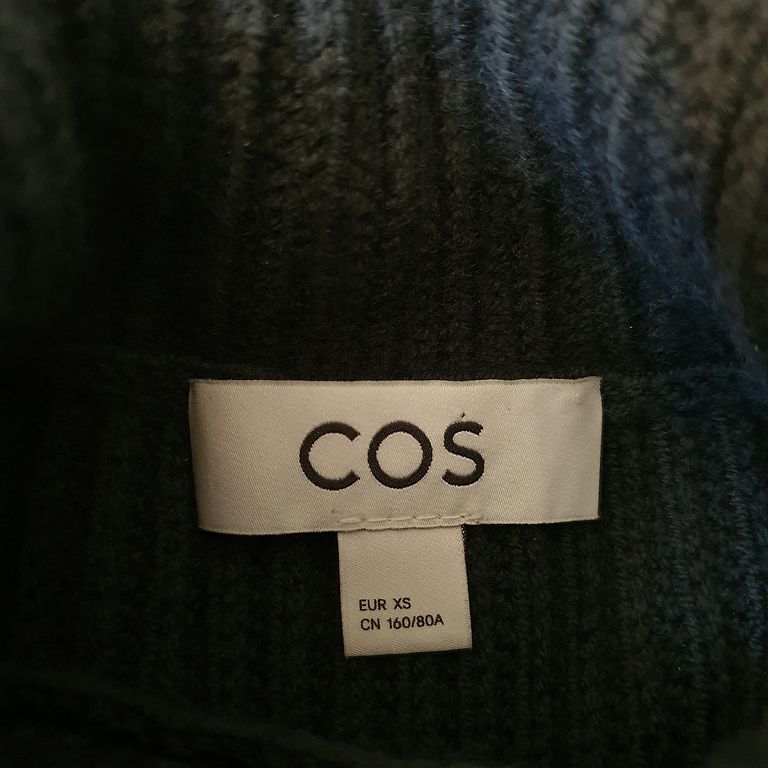 COS
EUR XS
CN 160/80A